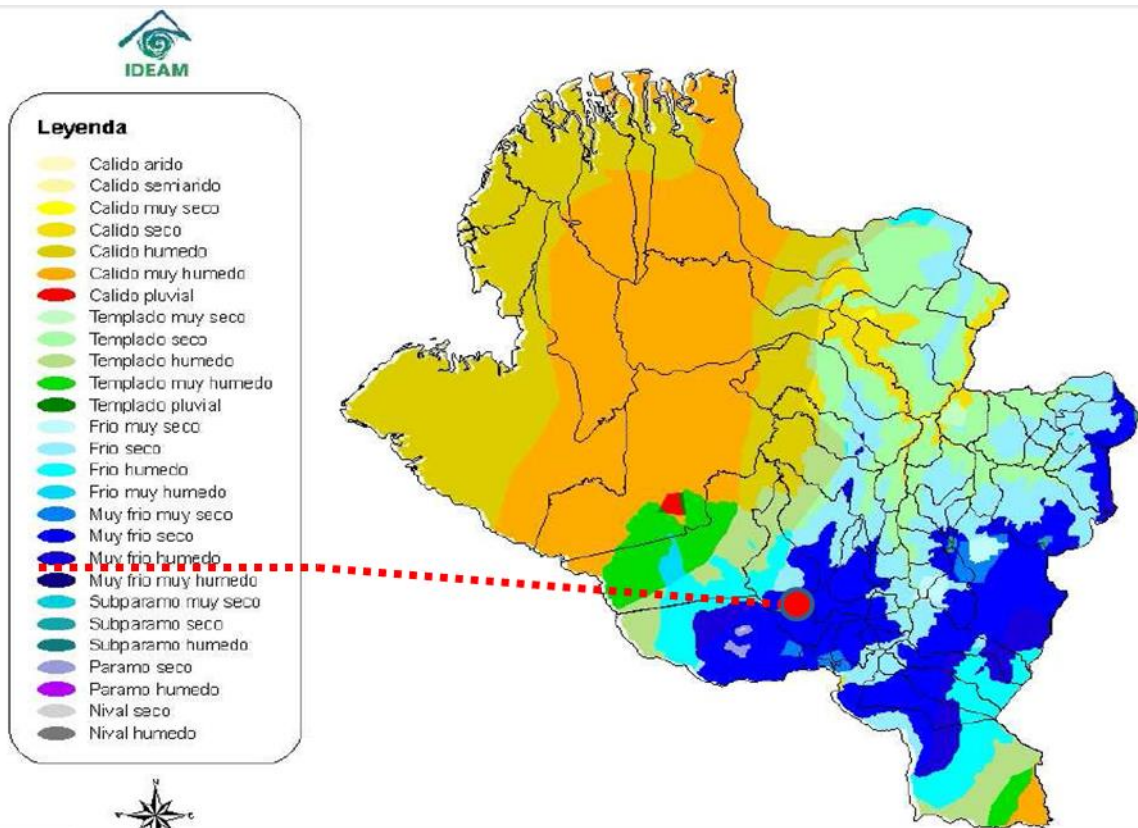 IDEAM
Leyenda
Calido arido
Calido semiarido
Calido muy seco
Calido seco
Calido humedo
Calido muy humedo
Calido pluvial
Templado muy seco
Templado seco
Templado humedo
Templado muy humedo
Templado pluvial
Frio muy seco
Frio seco
Frio humedo
Frio muy humedo
Muy frio muy seco
Muy frio seco
Muy frio humedo
Muy frio muy humedo
Subparamo muy seco
Subparamo seco
Subparamo humedo
Paramo seco
Paramo humedo
Nival seco
Nival humedo